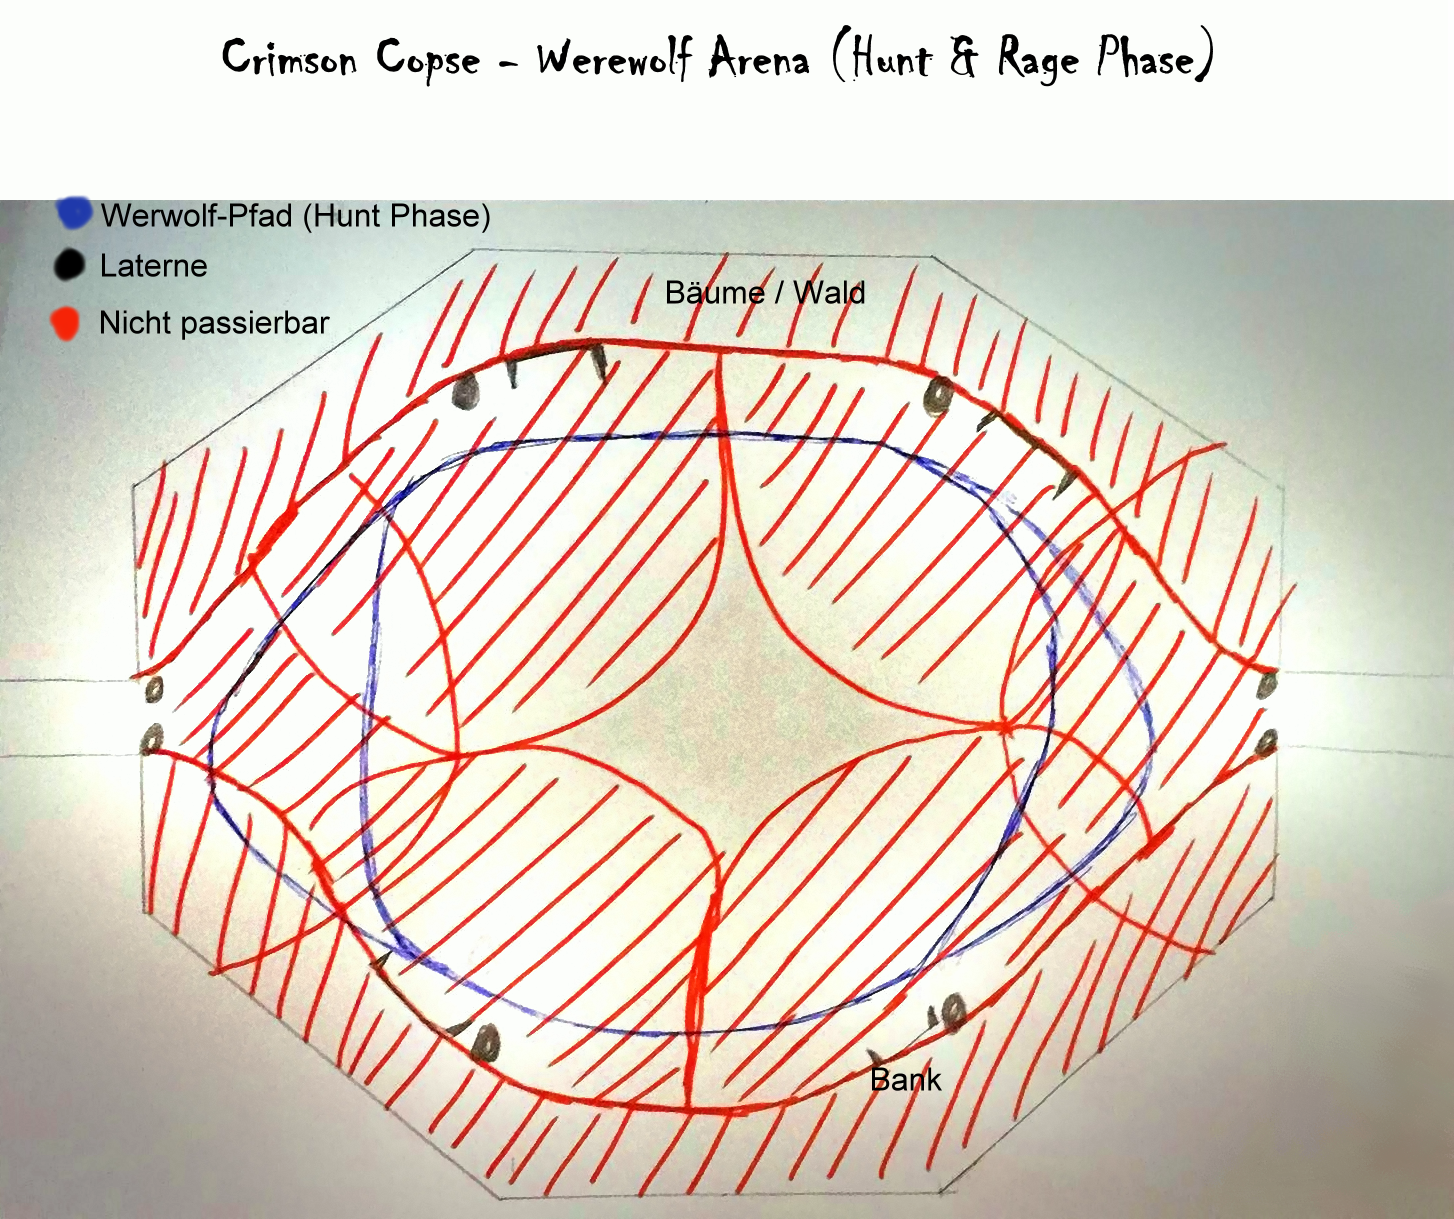 Crimson Copse - Werewolf Arena (Hunt & Rage Phase)
Werwolf-Pfad (Hunt Phase)
Laterne
Nicht passierbar
Bäume / Wald
Bank